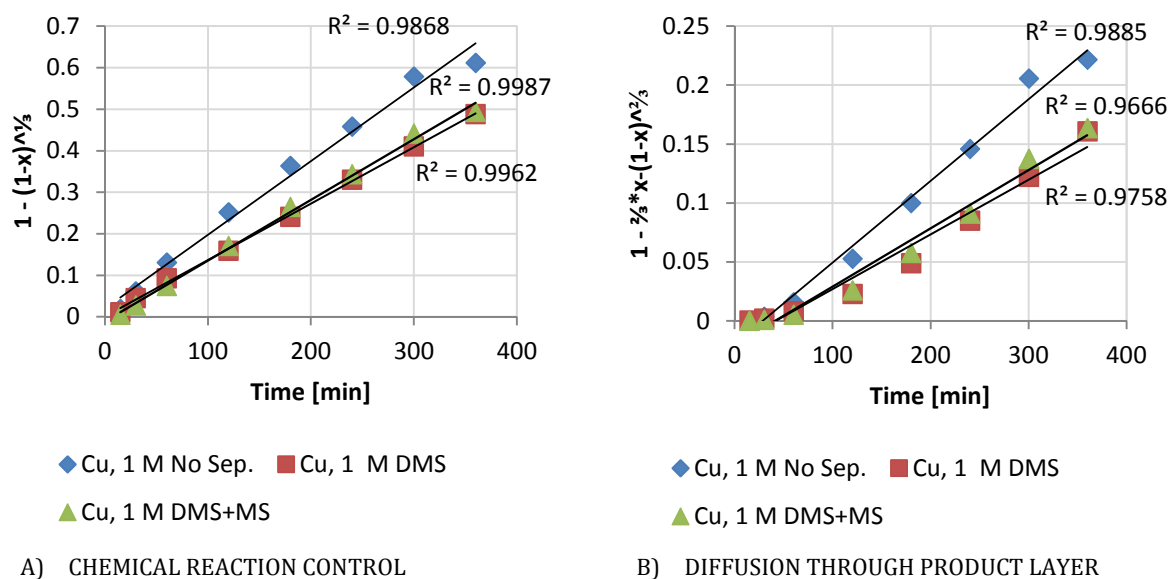 R² = 0.9868
R² = 0.9987
R² = 0.9962
0.7
0.6
0.5
0.4
0.3
0.2
0.1
0
1 - (1-x)^⅓
0 100 200 300 400
Time [min]
Cu, 1 M No Sep. Cu, 1 M DMS
Cu, 1 M DMS+MS
A) CHEMICAL REACTION CONTROL
R² = 0.9885
R² = 0.9666
R² = 0.9758
0.25
0.2
0.15
0.1
0.05
0
1 - ⅔*x-(1-x)^⅔
0 100 200 300 400
Time [min]
Cu, 1 M No Sep. Cu, 1 M DMS
Cu, 1 M DMS+MS
B) DIFFUSION THROUGH PRODUCT LAYER